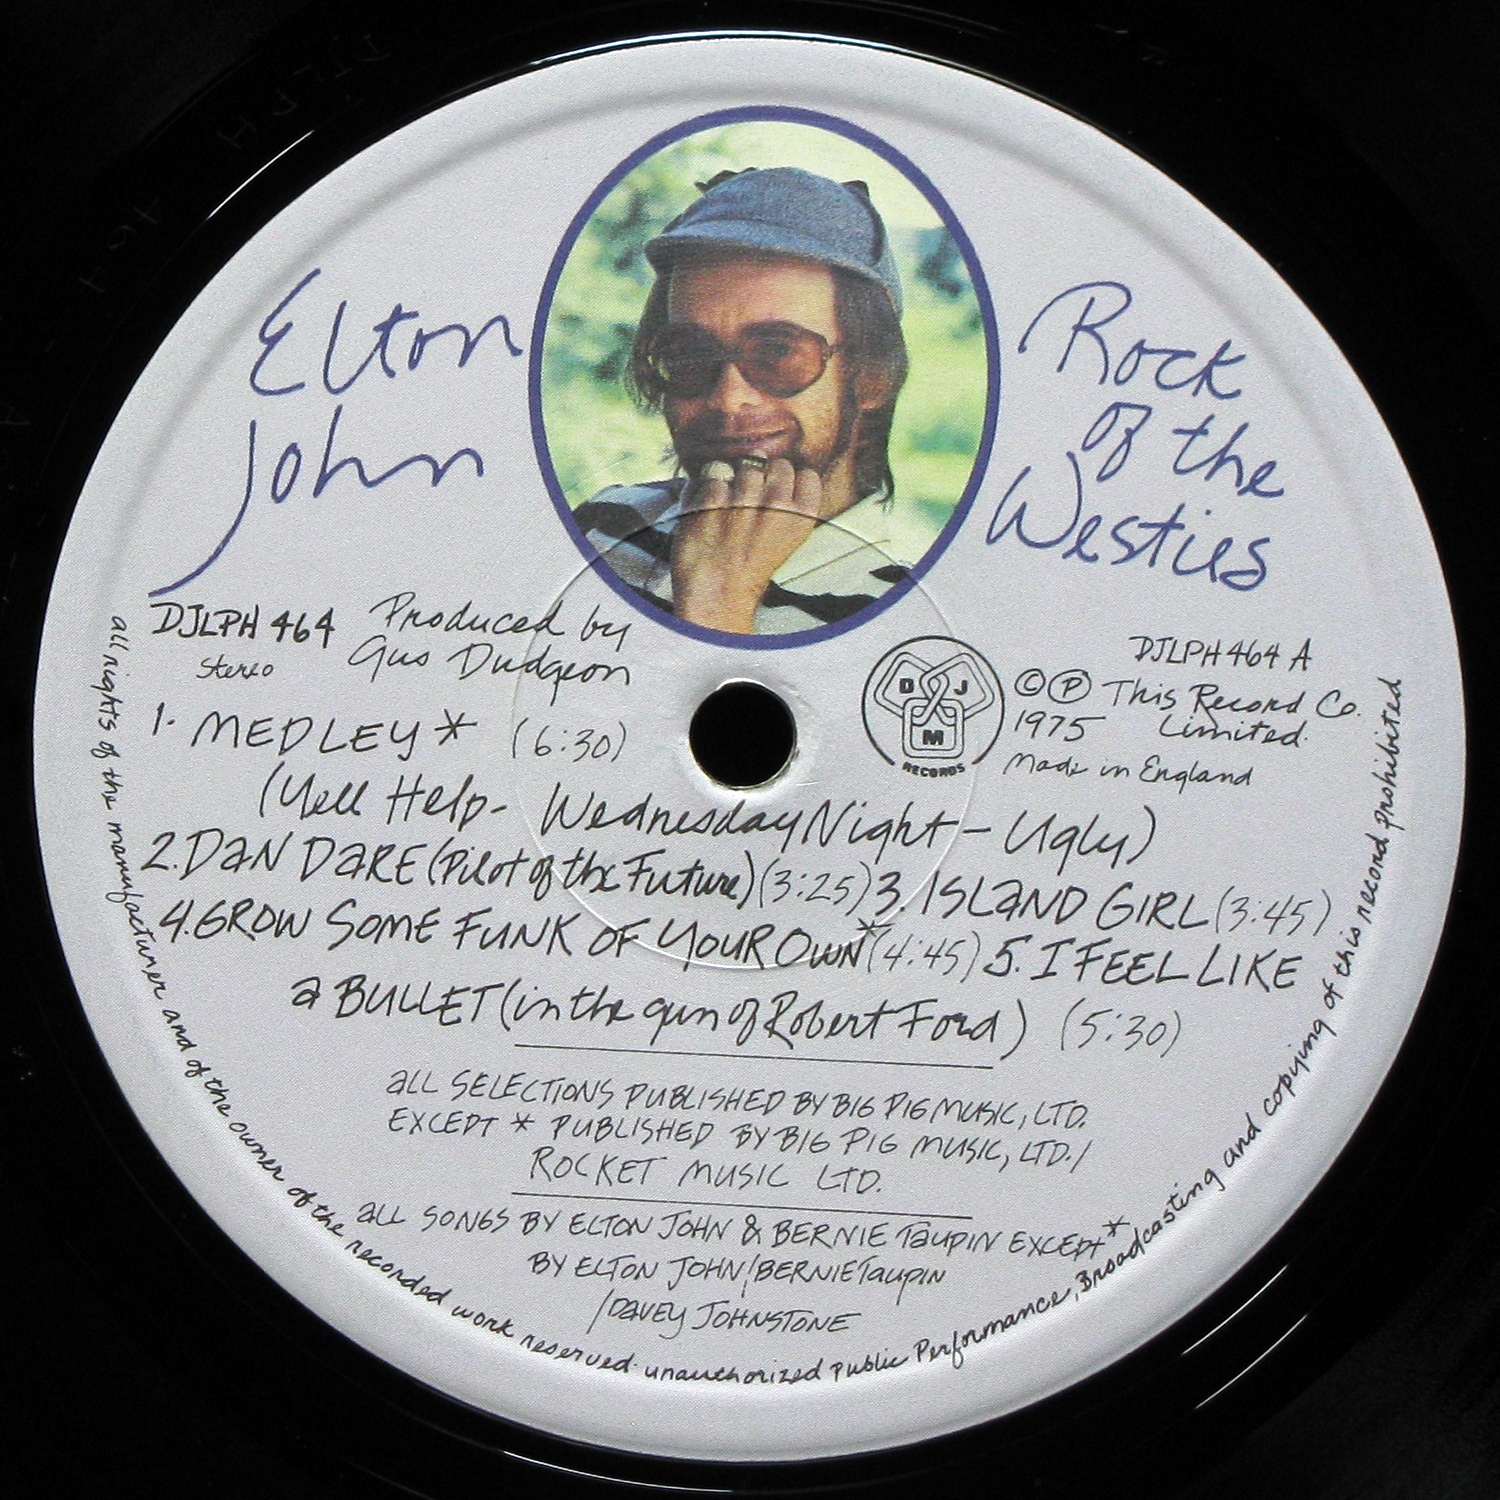 Elton
John
Rock
of the
Westies
DJLPH 464
Stereo
Produced by
Gus Dudgeon
DJM
RECORDS
DJLPH 464 A
© ℗ This Record Co.
1975 Limited.
Made in England
1. MEDLEY* (6:30)
(Yell Help- Wednesday Night - Ugly)
2. DaN DaRE (Pilot of the Future) (3:25) 3. ISLaND GIRL (3:45)
4. GROW SOME FUNK OF YOUR OWN* (4:45) 5. I FEEL LIKE
a BULLET (in the gun of Robert Ford) (5:30)
aLL SELECTIONS PUBLISHED BY BIG PIG MUSIC, LTD.
EXCEPT * PUBLISHED BY BIG PIG MUSIC, LTD./
ROCKET MUSIC LTD.
aLL SONGS BY ELTON JOHN & BERNIE TaUPIN EXCEPT*
BY ELTON JOHN/BERNIE TaUPIN
/DaVEY JOHNSTONE
all rights of the manufacturer and of the owner of the recorded work reserved. unauthorized public Performance, Broadcasting and copying of this record prohibited